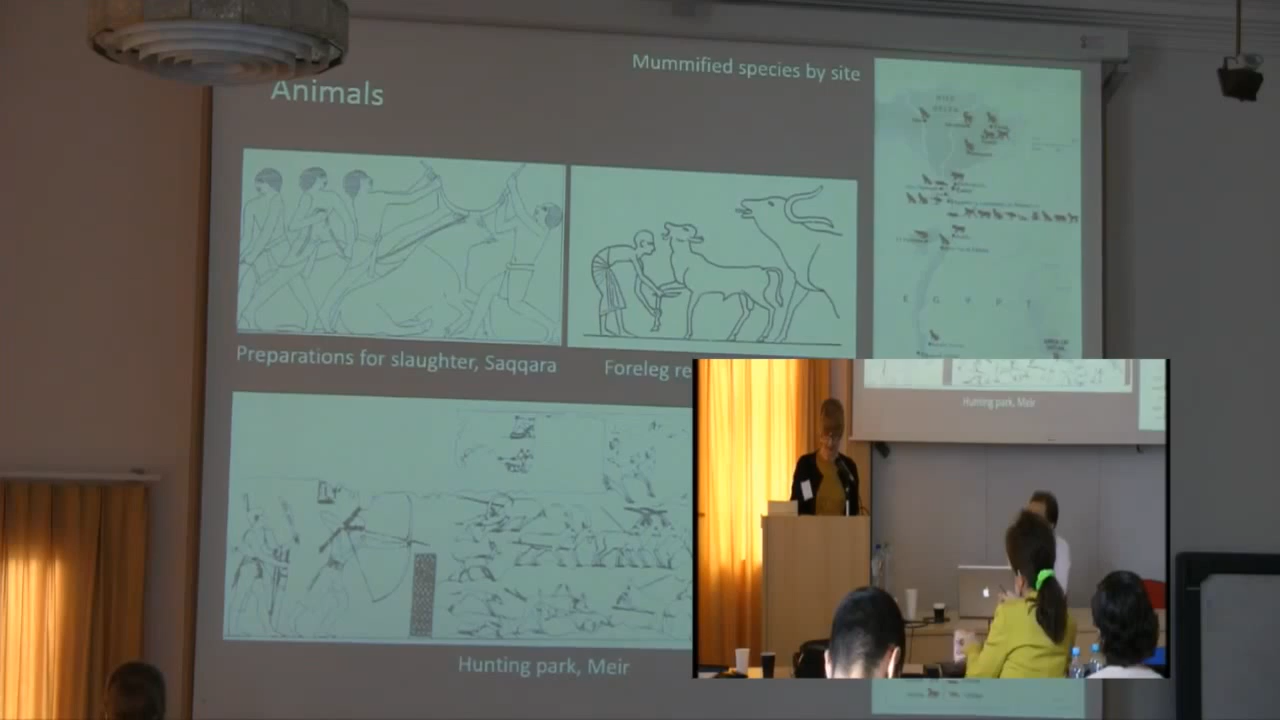 Mummified species by site
Animals
Preparations for slaughter, Saqqara
Foreleg re
E G Y P T
Hunting park, Meir
Hunting park, Meir